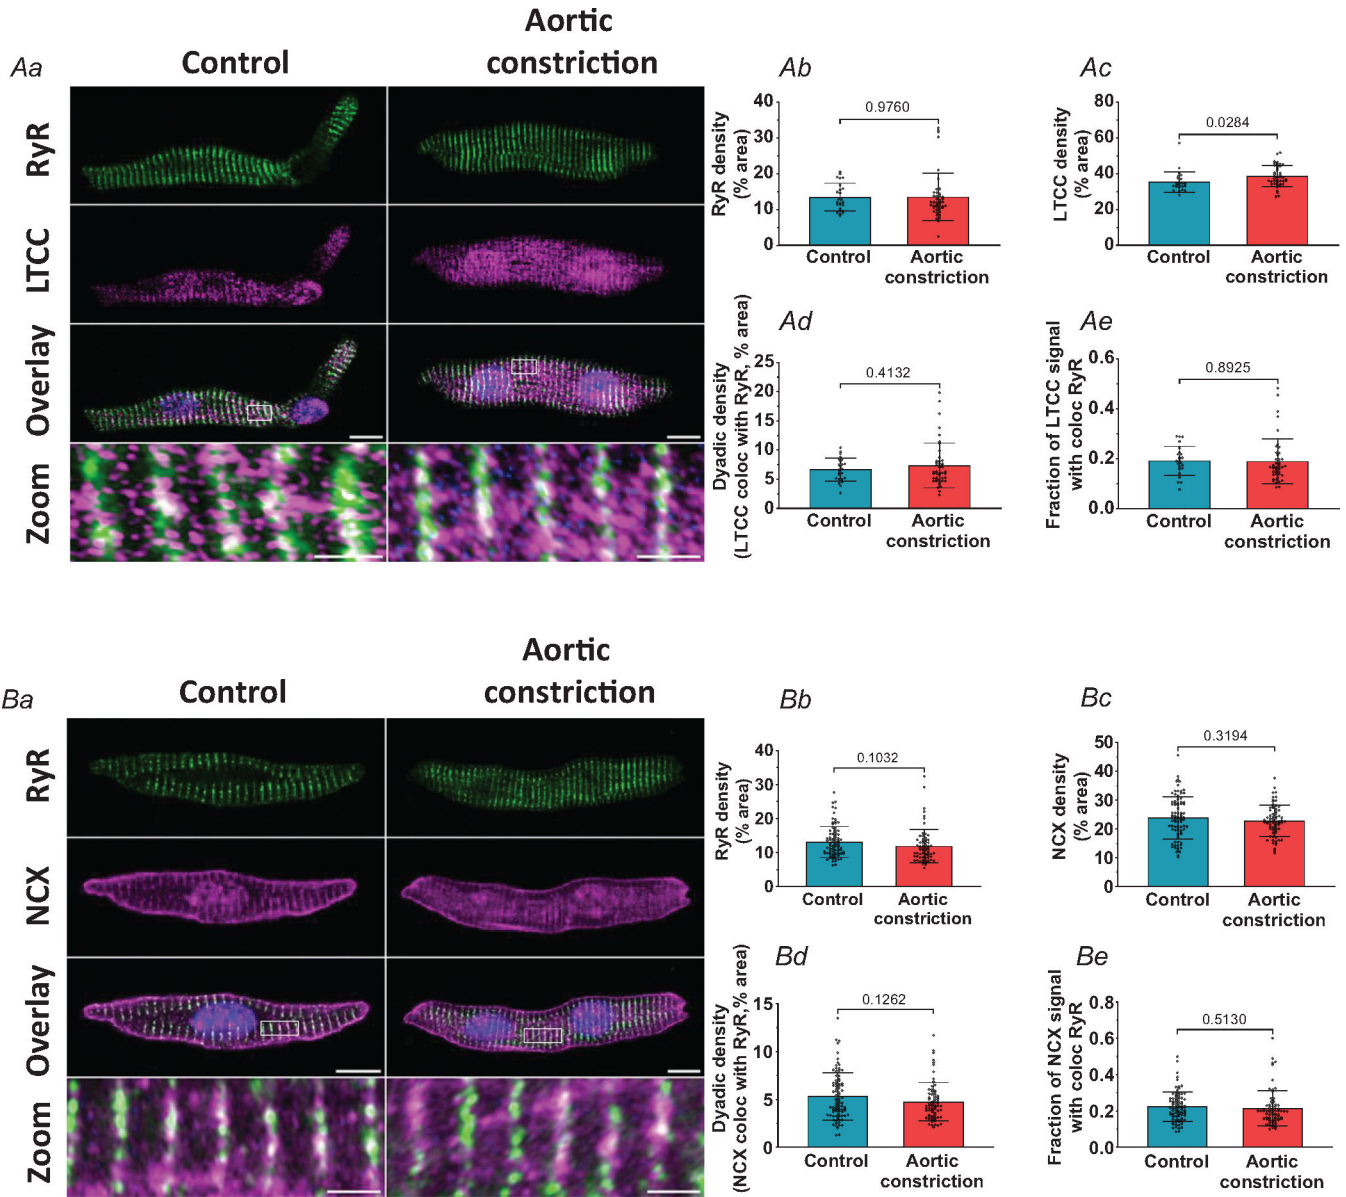 Aa
Control
Aortic
constriction
RyR
LTCC
Overlay
Zoom
Ab
RyR density
(% area)
40
30
20
10
0
0.9760
Control
Aortic
constriction
Ac
LTCC density
(% area)
80
60
40
20
0
0.0284
Control
Aortic
constriction
Ad
Dyadic density
(LTCC coloc with RyR, % area)
25
20
15
10
5
0
0.4132
Control
Aortic
constriction
Ae
Fraction of LTCC signal
with coloc RyR
0.6
0.4
0.2
0.0
0.8925
Control
Aortic
constriction
Ba
Control
Aortic
constriction
RyR
NCX
Overlay
Zoom
Bb
RyR density
(% area)
40
30
20
10
0
0.1032
Control
Aortic
constriction
Bc
NCX density
(% area)
50
40
30
20
10
0
0.3194
Control
Aortic
constriction
Bd
Dyadic density
(NCX coloc with RyR, % area)
15
10
5
0
0.1262
Control
Aortic
constriction
Be
Fraction of NCX signal
with coloc RyR
0.8
0.6
0.4
0.2
0.0
0.5130
Control
Aortic
constriction